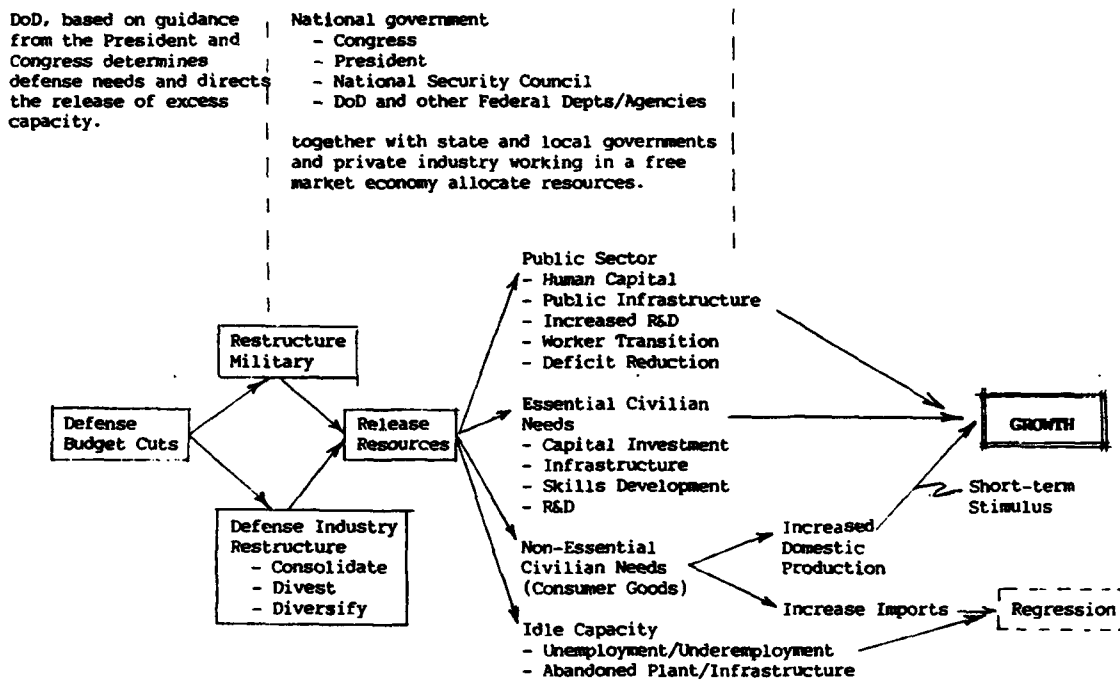 DoD, based on guidance
from the President and
Congress determines
defense needs and directs
the release of excess
capacity.
National government
- Congress
- President
- National Security Council
- DoD and other Federal Depts/Agencies
together with state and local governments
and private industry working in a free
market economy allocate resources.
Defense
Budget Cuts
Restructure
Military
Defense Industry
Restructure
- Consolidate
- Divest
- Diversify
Release
Resources
Public Sector
- Human Capital
- Public Infrastructure
- Increased R&D
- Worker Transition
- Deficit Reduction
Essential Civilian
Needs
- Capital Investment
- Infrastructure
- Skills Development
- R&D
Non-Essential
Civilian Needs
(Consumer Goods)
Idle Capacity
- Unemployment/Underemployment
- Abandoned Plant/Infrastructure
Increased
Domestic
Production
Increase Imports
GROWTH
Short-term
Stimulus
Regression